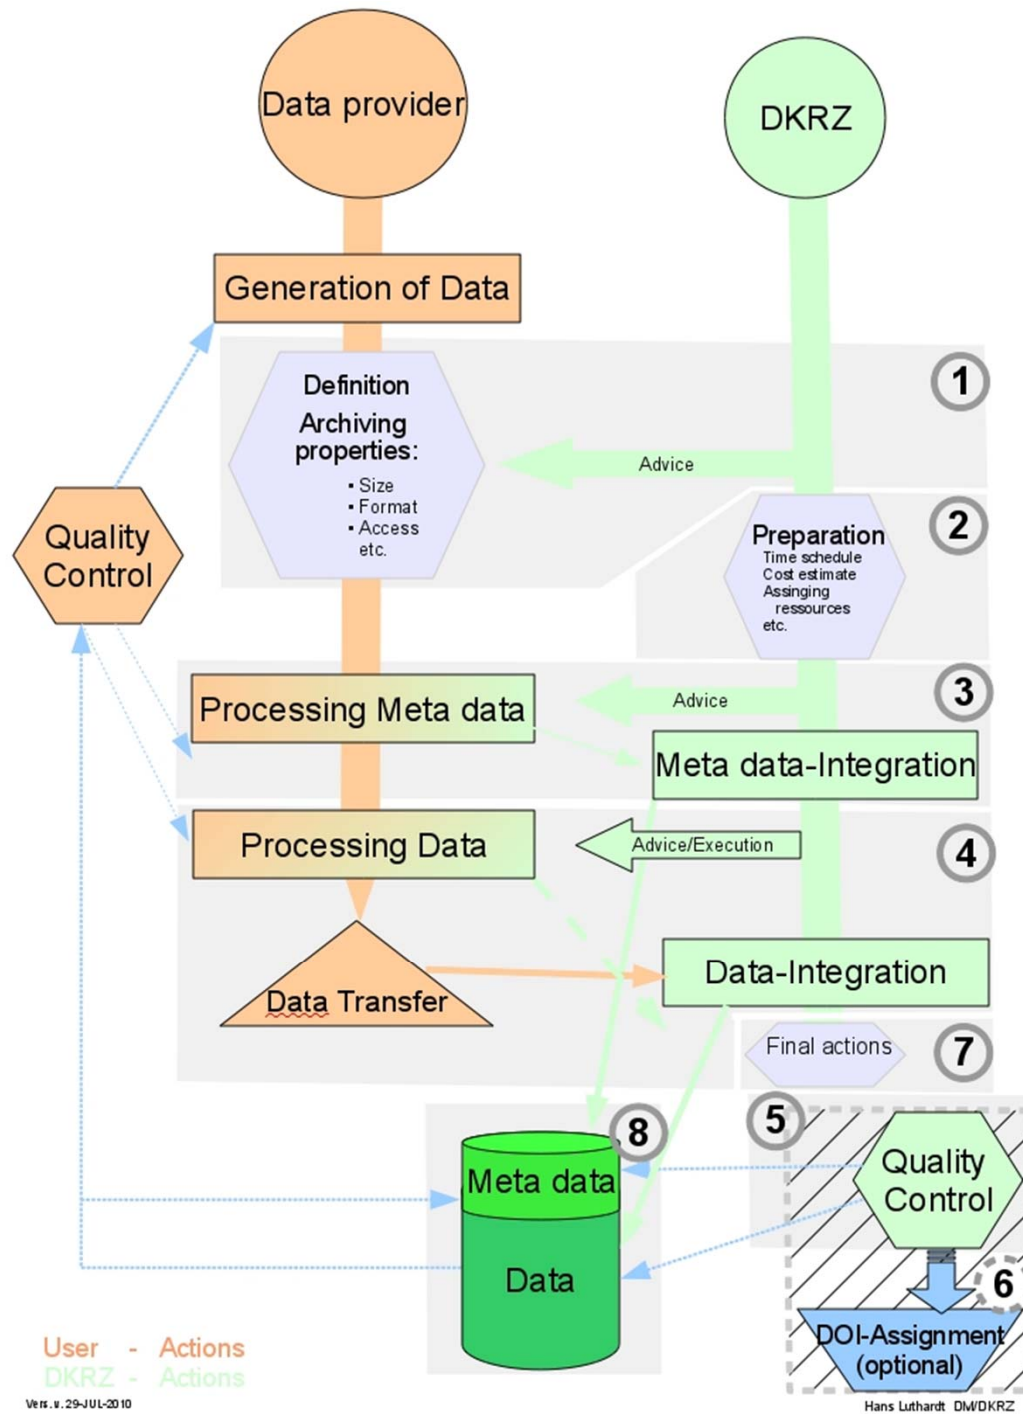 Data provider
DKRZ
Generation of Data
1
Definition
Archiving
properties:
▪ Size
▪ Format
▪ Access
etc.
Advice
2
Preparation
Time schedule
Cost estimate
Assinging
ressources
etc.
Quality
Control
3
Processing Meta data
Advice
Meta data-Integration
4
Processing Data
Advice/Execution
Data-Integration
Data Transfer
Final actions
7
5
8
Meta data
Data
Quality
Control
6
DOI-Assignment
(optional)
User - Actions
DKRZ - Actions
Vers.v. 29-JUL-2010
Hans Luthardt DM/DKRZ